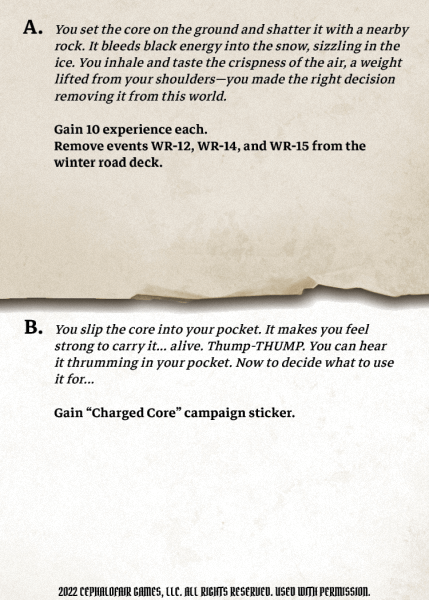 A. You set the core on the ground and shatter it with a nearby
rock. It bleeds black energy into the snow, sizzling in the
ice. You inhale and taste the crispness of the air, a weight
lifted from your shoulders—you made the right decision
removing it from this world.
Gain 10 experience each.
Remove events WR-12, WR-14, and WR-15 from the
winter road deck.
B. You slip the core into your pocket. It makes you feel
strong to carry it... alive. Thump-THUMP. You can hear
it thrumming in your pocket. Now to decide what to use
it for...
Gain “Charged Core” campaign sticker.
2022 CEPHALOFAIR GAMES, LLC. ALL RIGHTS RESERVED. USED WITH PERMISSION.